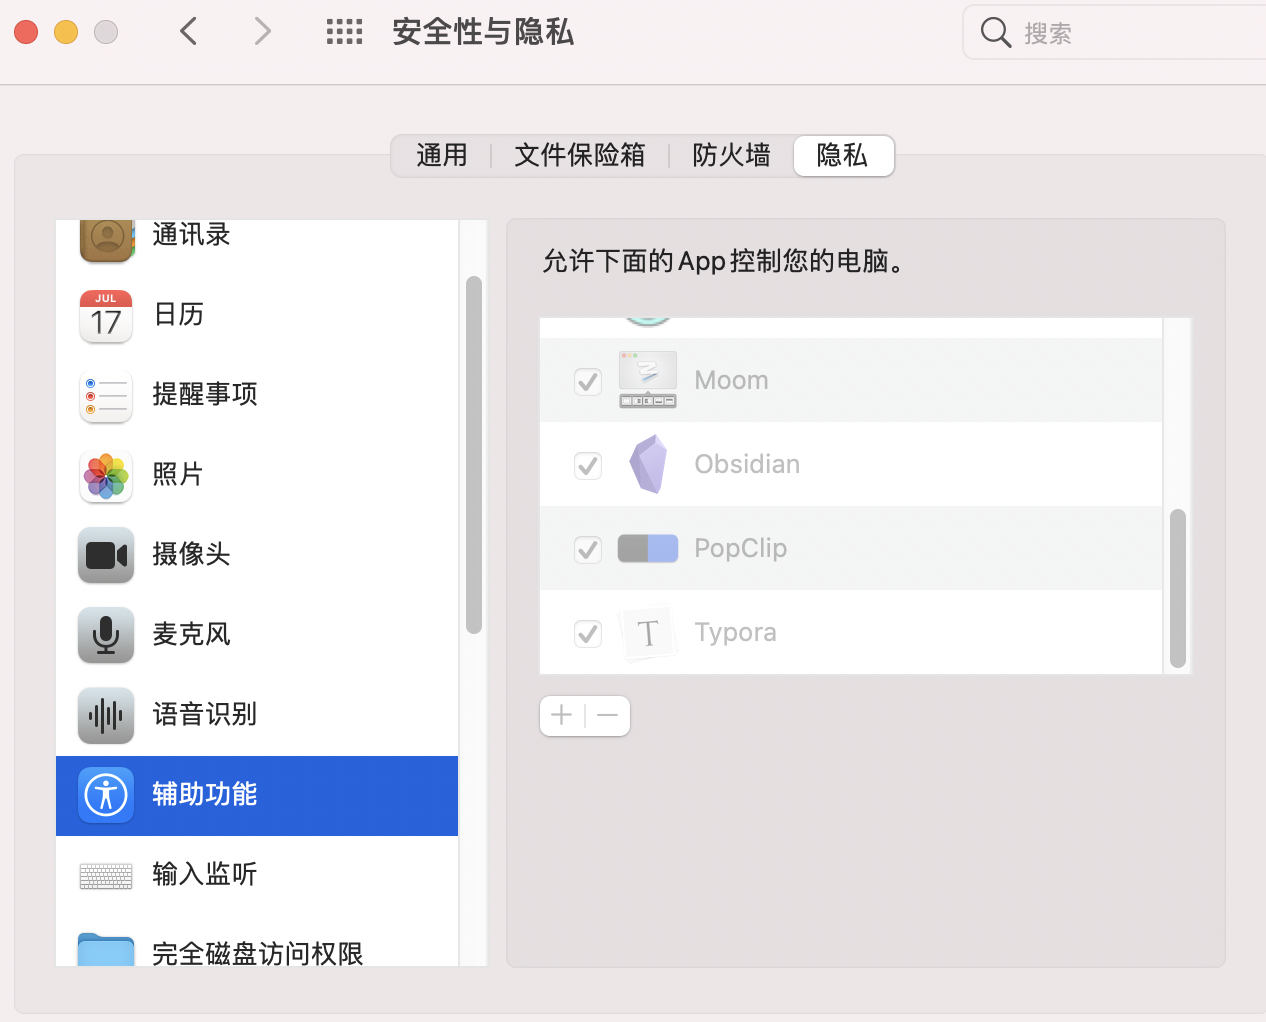 安全性与隐私
搜索
通用
文件保险箱
防火墙
隐私
通讯录
JUL
17
日历
提醒事项
照片
摄像头
麦克风
语音识别
辅助功能
输入监听
完全磁盘访问权限
允许下面的App控制您的电脑。
Moom
Obsidian
PopClip
T
Typora